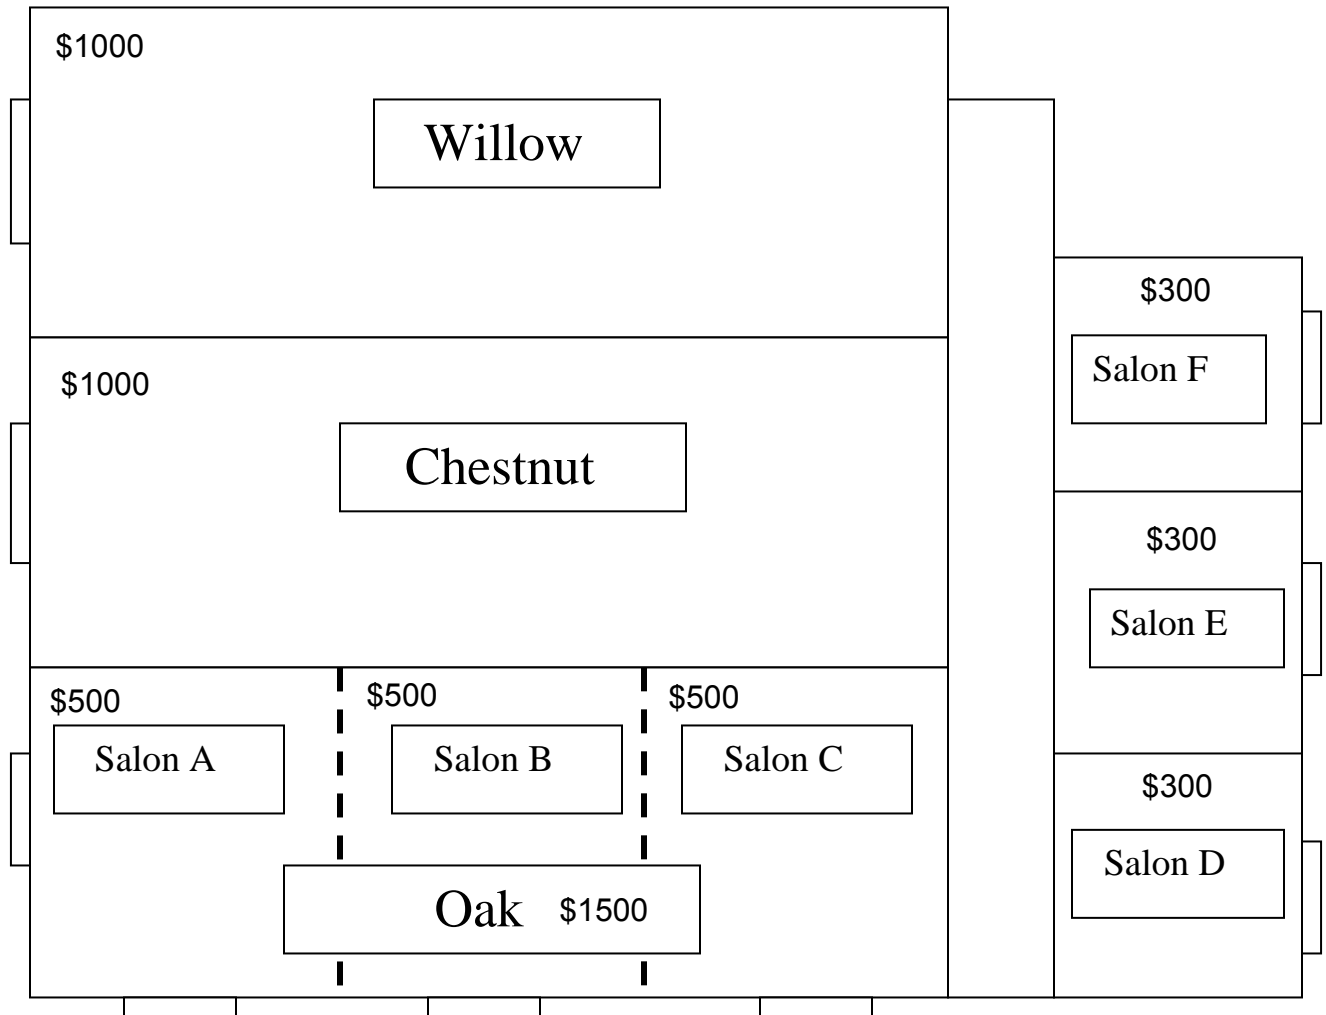 $1000
Willow
$1000
Chestnut
$500
Salon A
$500
Salon B
$500
Salon C
Oak $1500
$300
Salon F
$300
Salon E
$300
Salon D